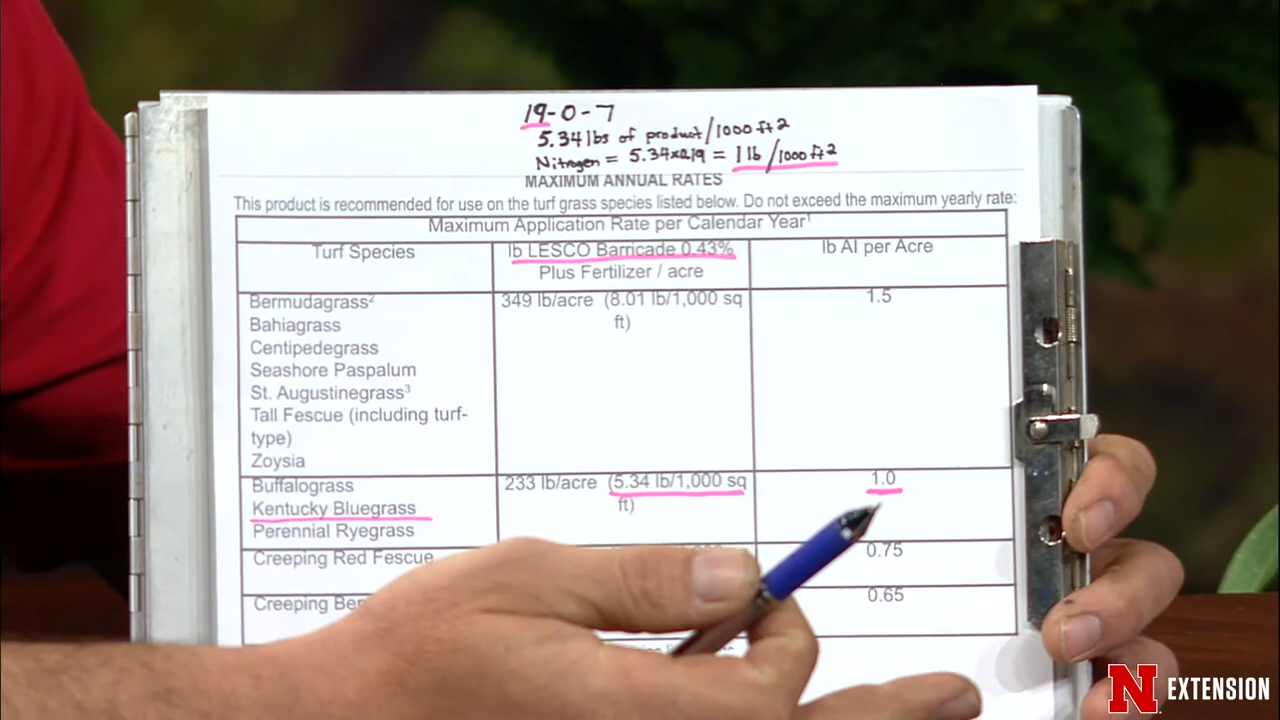 19-0-7
5.34 lbs of product/1000 ft2
Nitrogen = 5.34x0.19 = 1 lb/1000 ft2
MAXIMUM ANNUAL RATES
This product is recommended for use on the turf grass species listed below. Do not exceed the maximum yearly rate:
Maximum Application Rate per Calendar Year¹
Turf Species
lb LESCO Barricade 0.43%
Plus Fertilizer / acre
lb AI per Acre
Bermudagrass²
Bahiagrass
Centipedegrass
Seashore Paspalum
St. Augustinegrass³
Tall Fescue (including turf-
type)
Zoysia
349 lb/acre (8.01 lb/1,000 sq
ft)
1.5
Buffalograss
Kentucky Bluegrass
Perennial Ryegrass
233 lb/acre (5.34 lb/1,000 sq
ft)
1.0
Creeping Red Fescue
0.75
Creeping
0.65
N EXTENSION